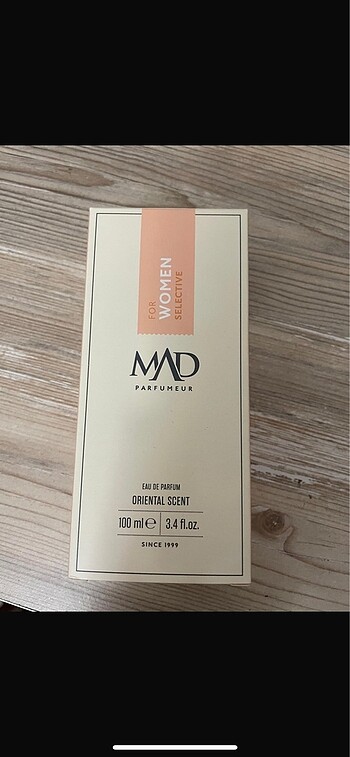 FOR
WOMEN
SELECTIVE
MAD
PARFUMEUR
EAU DE PARFUM
ORIENTAL SCENT
100 ml℮ 3.4 fl.oz.
SINCE 1999